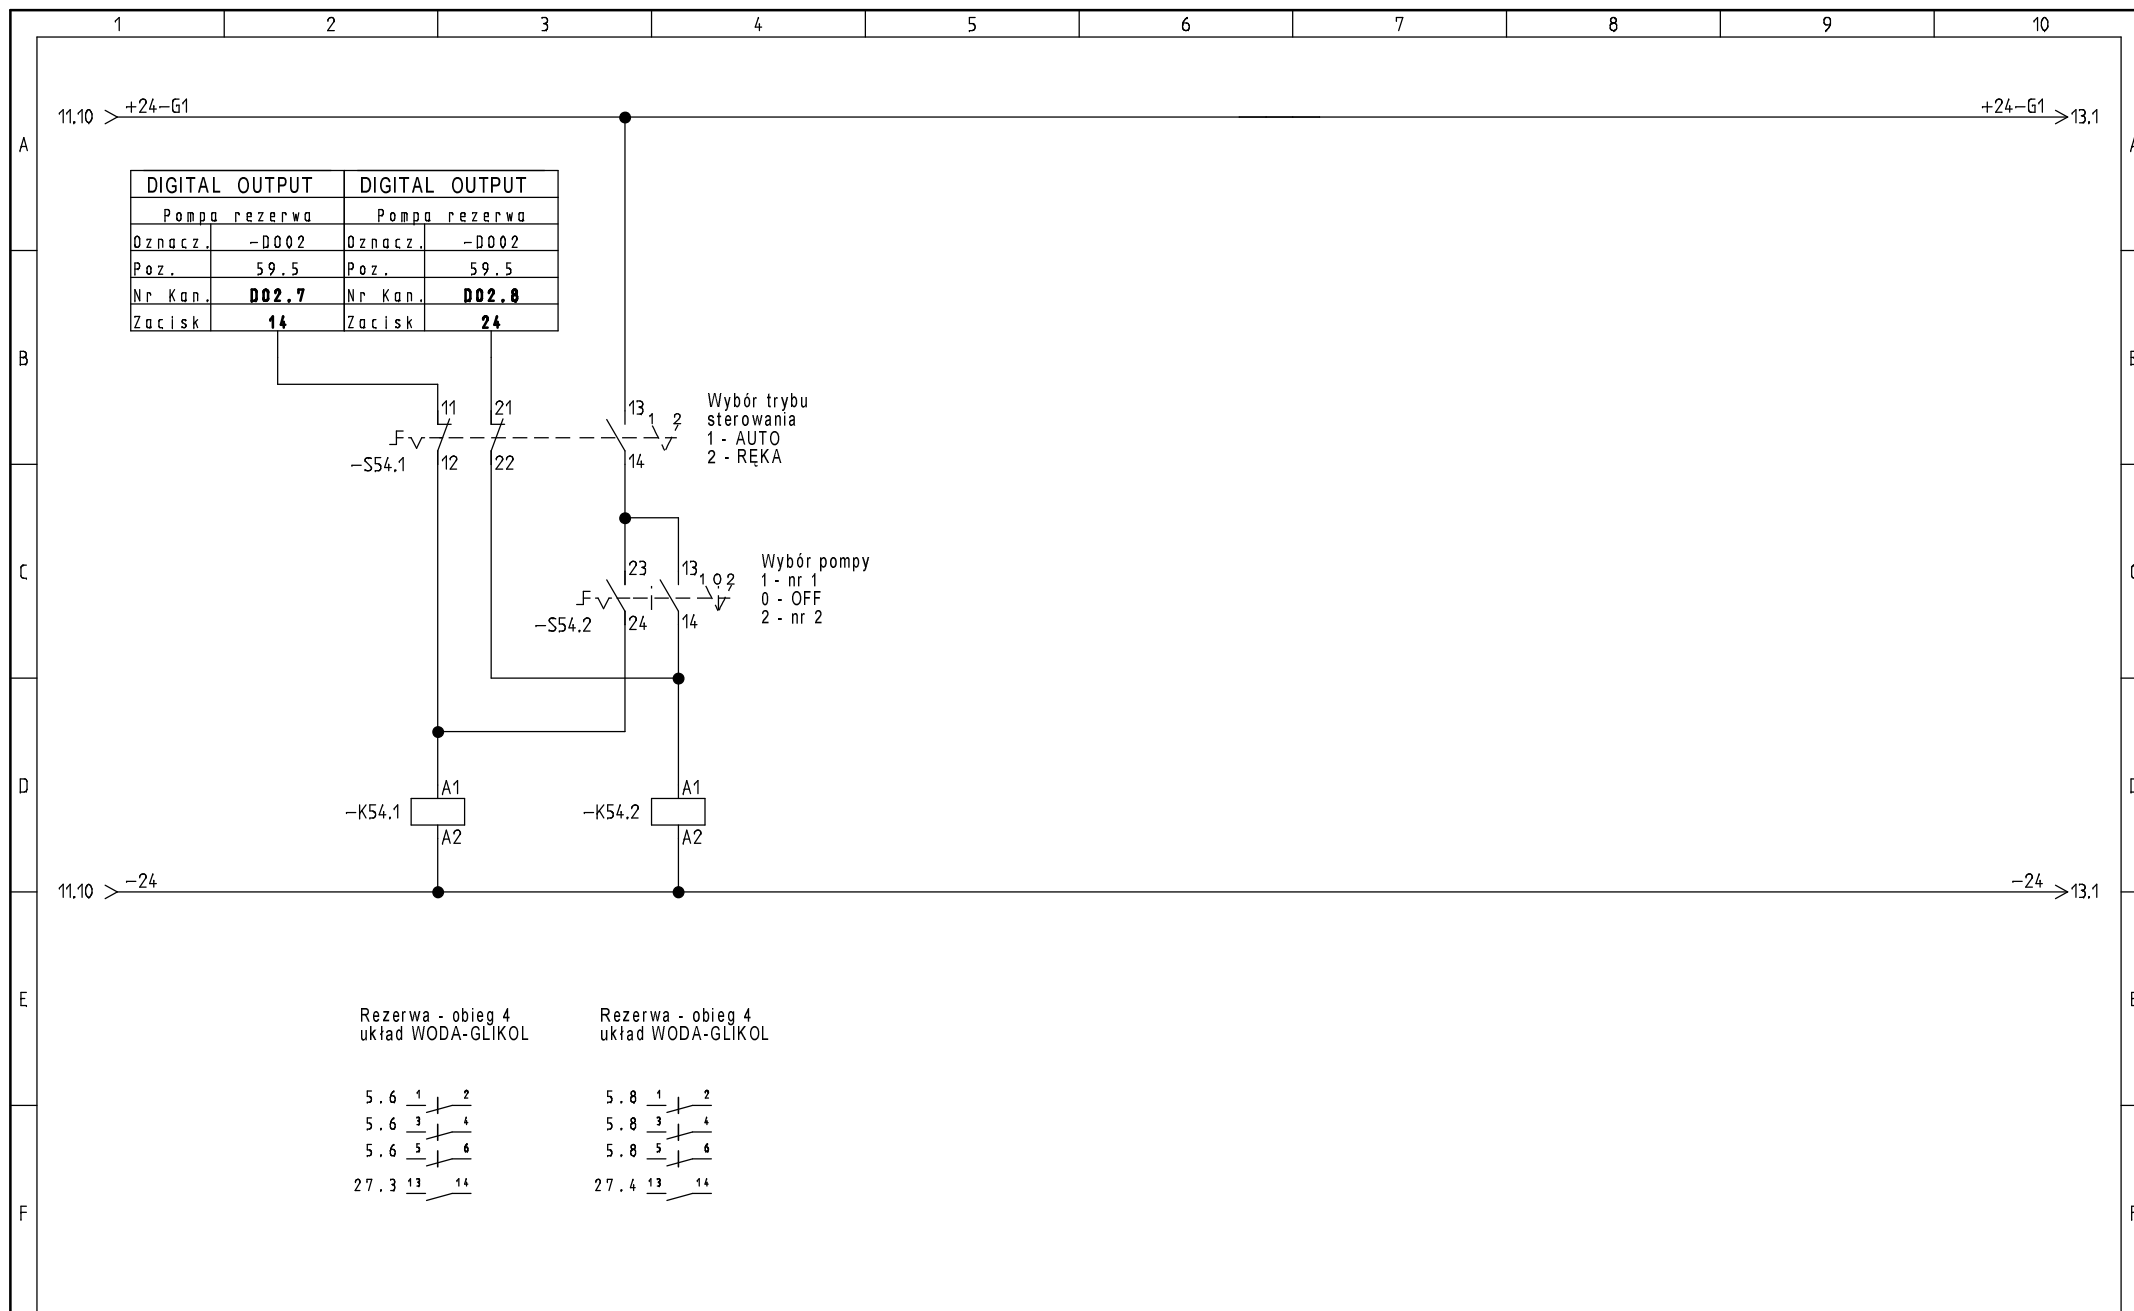 1 2 3 4 5 6 7 8 9 10
11.10 +24-G1 +24-G1 13.1
A A
DIGITAL OUTPUT DIGITAL OUTPUT
Pompa rezerwa Pompa rezerwa
Oznacz. -DO02 Oznacz. -DO02
Poz. 59.5 Poz. 59.5
Nr Kan. DO2.7 Nr Kan. DO2.8
Zacisk 14 Zacisk 24
B B
11 21 13 1 2
-S54.1 12 22 14
Wybór trybu
sterowania
1 - AUTO
2 - RĘKA
C C
23 13 1 0 2
-S54.2 24 14
Wybór pompy
1 - nr 1
0 - OFF
2 - nr 2
D D
A1 A1
-K54.1 -K54.2
A2 A2
11.10 -24 -24 13.1
E E
Rezerwa - obieg 4
układ WODA-GLIKOL
Rezerwa - obieg 4
układ WODA-GLIKOL
5.6 1 2 5.8 1 2
5.6 3 4 5.8 3 4
5.6 5 6 5.8 5 6
27.3 13 14 27.4 13 14
F F